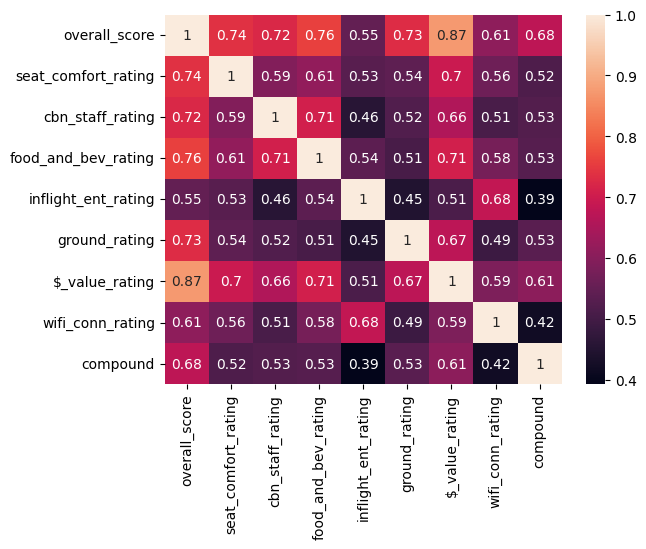 overall_score 1 0.74 0.72 0.76 0.55 0.73 0.87 0.61 0.68
seat_comfort_rating 0.74 1 0.59 0.61 0.53 0.54 0.7 0.56 0.52
cbn_staff_rating 0.72 0.59 1 0.71 0.46 0.52 0.66 0.51 0.53
food_and_bev_rating 0.76 0.61 0.71 1 0.54 0.51 0.71 0.58 0.53
inflight_ent_rating 0.55 0.53 0.46 0.54 1 0.45 0.51 0.68 0.39
ground_rating 0.73 0.54 0.52 0.51 0.45 1 0.67 0.49 0.53
$_value_rating 0.87 0.7 0.66 0.71 0.51 0.67 1 0.59 0.61
wifi_conn_rating 0.61 0.56 0.51 0.58 0.68 0.49 0.59 1 0.42
compound 0.68 0.52 0.53 0.53 0.39 0.53 0.61 0.42 1
overall_score
seat_comfort_rating
cbn_staff_rating
food_and_bev_rating
inflight_ent_rating
ground_rating
$_value_rating
wifi_conn_rating
compound
1.0
0.9
0.8
0.7
0.6
0.5
0.4